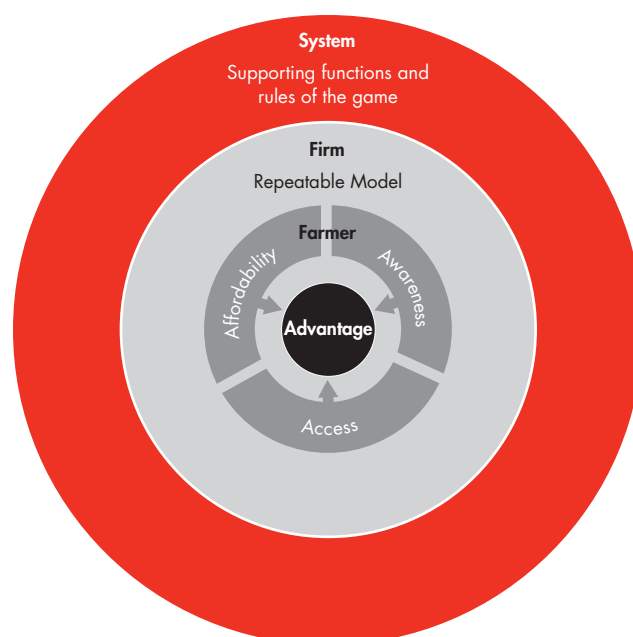 System
Supporting functions and
rules of the game
Firm
Repeatable Model
Farmer
Affordability
Awareness
Advantage
Access